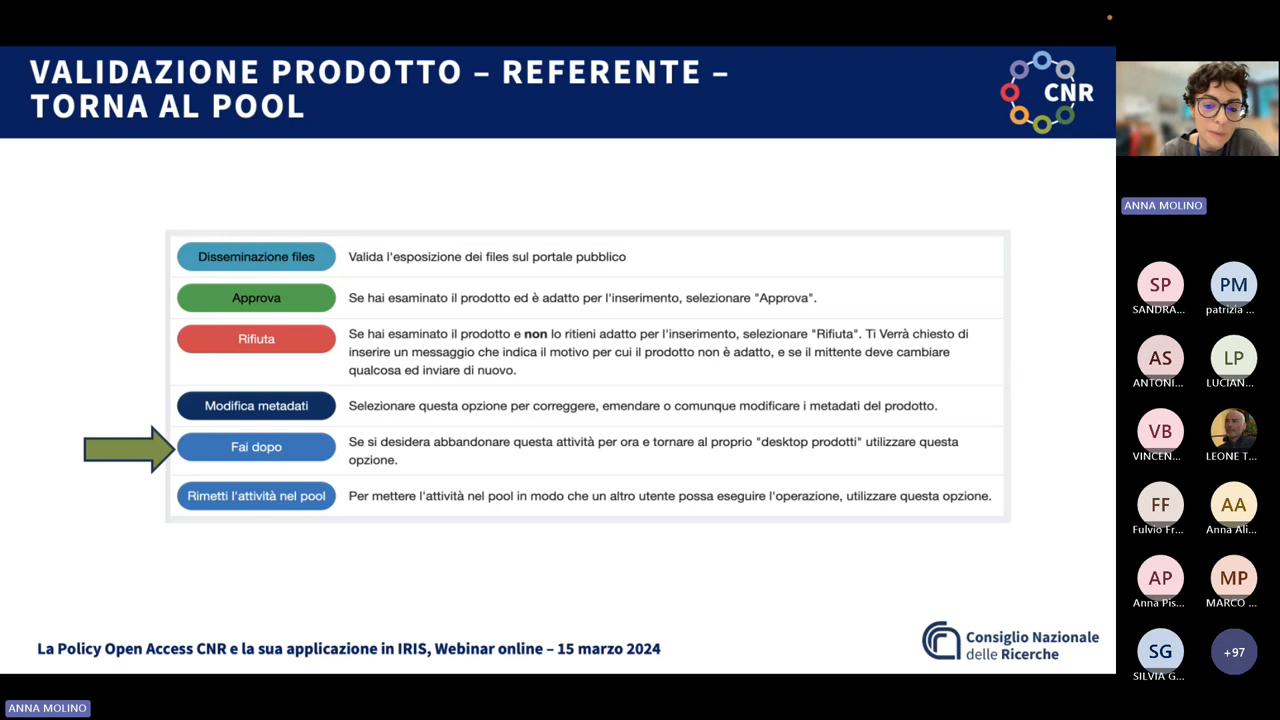 VALIDAZIONE PRODOTTO – REFERENTE –
TORNA AL POOL
CNR
Disseminazione files
Valida l'esposizione dei files sul portale pubblico
Approva
Se hai esaminato il prodotto ed è adatto per l'inserimento, selezionare "Approva".
Rifiuta
Se hai esaminato il prodotto e non lo ritieni adatto per l'inserimento, selezionare "Rifiuta". Ti Verrà chiesto di
inserire un messaggio che indica il motivo per cui il prodotto non è adatto, e se il mittente deve cambiare
qualcosa ed inviare di nuovo.
Modifica metadati
Selezionare questa opzione per correggere, emendare o comunque modificare i metadati del prodotto.
Fai dopo
Se si desidera abbandonare questa attività per ora e tornare al proprio "desktop prodotti" utilizzare questa
opzione.
Rimetti l'attività nel pool
Per mettere l'attività nel pool in modo che un altro utente possa eseguire l'operazione, utilizzare questa opzione.
La Policy Open Access CNR e la sua applicazione in IRIS, Webinar online – 15 marzo 2024
Consiglio Nazionale
delle Ricerche
ANNA MOLINO
ANNA MOLINO
SP
PM
SANDRA...
patrizia ...
AS
LP
ANTONI...
LUCIAN...
VB
VINCEN...
LEONE T...
FF
AA
Fulvio Fr...
Anna Ali...
AP
MP
Anna Pis...
MARCO ...
SG
+97
SILVIA G...